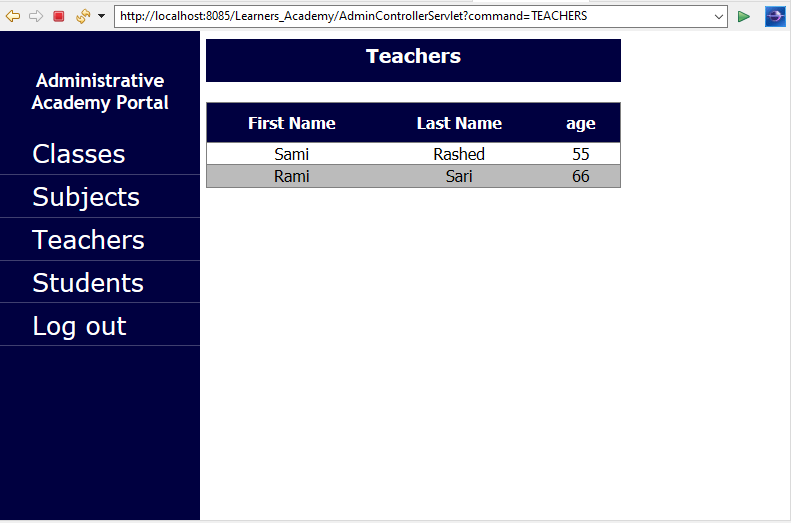 http://localhost:8085/Learners_Academy/AdminControllerServlet?command=TEACHERS
Administrative
Academy Portal
Classes
Subjects
Teachers
Students
Log out
Teachers
First Name Last Name age
Sami Rashed 55
Rami Sari 66